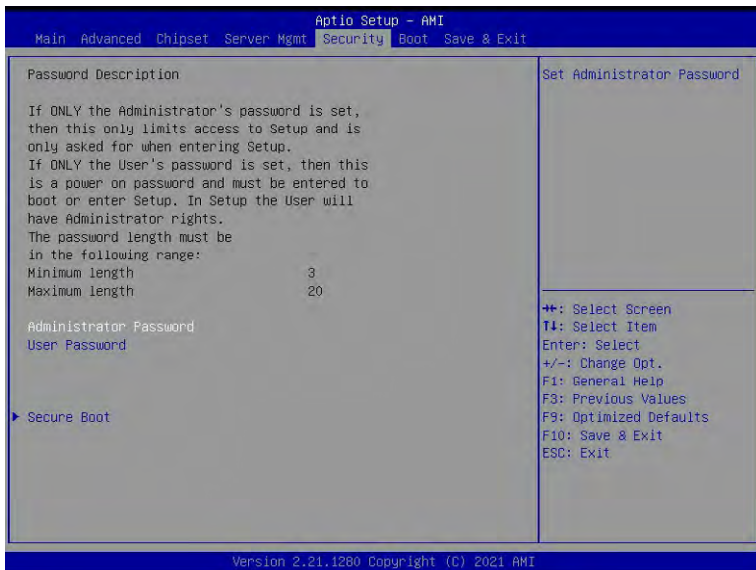 Aptio Setup - AMI
Main Advanced Chipset Server Mgmt Security Boot Save & Exit
Password Description
If ONLY the Administrator's password is set,
then this only limits access to Setup and is
only asked for when entering Setup.
If ONLY the User's password is set, then this
is a power on password and must be entered to
boot or enter Setup. In Setup the User will
have Administrator rights.
The password length must be
in the following range:
Minimum length 3
Maximum length 20
Administrator Password
User Password
Secure Boot
Set Administrator Password
→←: Select Screen
↑↓: Select Item
Enter: Select
+/-: Change Opt.
F1: General Help
F3: Previous Values
F9: Optimized Defaults
F10: Save & Exit
ESC: Exit
Version 2.21.1280 Copyright (C) 2021 AMI